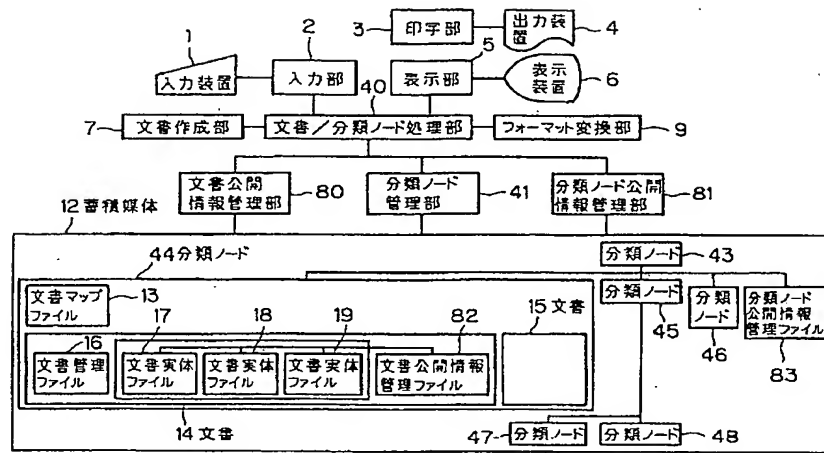 3
印字部
出力装
置
4
1
入力装置
2
入力部
5
表示部
表示
装置
6
40
7
文書作成部
文書/分類ノード処理部
フォーマット変換部
9
文書公開
情報管理部
80
分類ノード
管理部
41
分類ノード公開
情報管理部
81
12蓄積媒体
44分類ノード
分類ノード
43
文書マップ
ファイル
13
15文書
分類ノード
45
分類
ノード
46
分類ノード
公開情報
管理ファイル
83
16
文書管理
ファイル
17
文書実体
ファイル
18
文書実体
ファイル
19
文書実体
ファイル
82
文書公開情報
管理ファイル
14文書
47
分類ノード
分類ノード
48